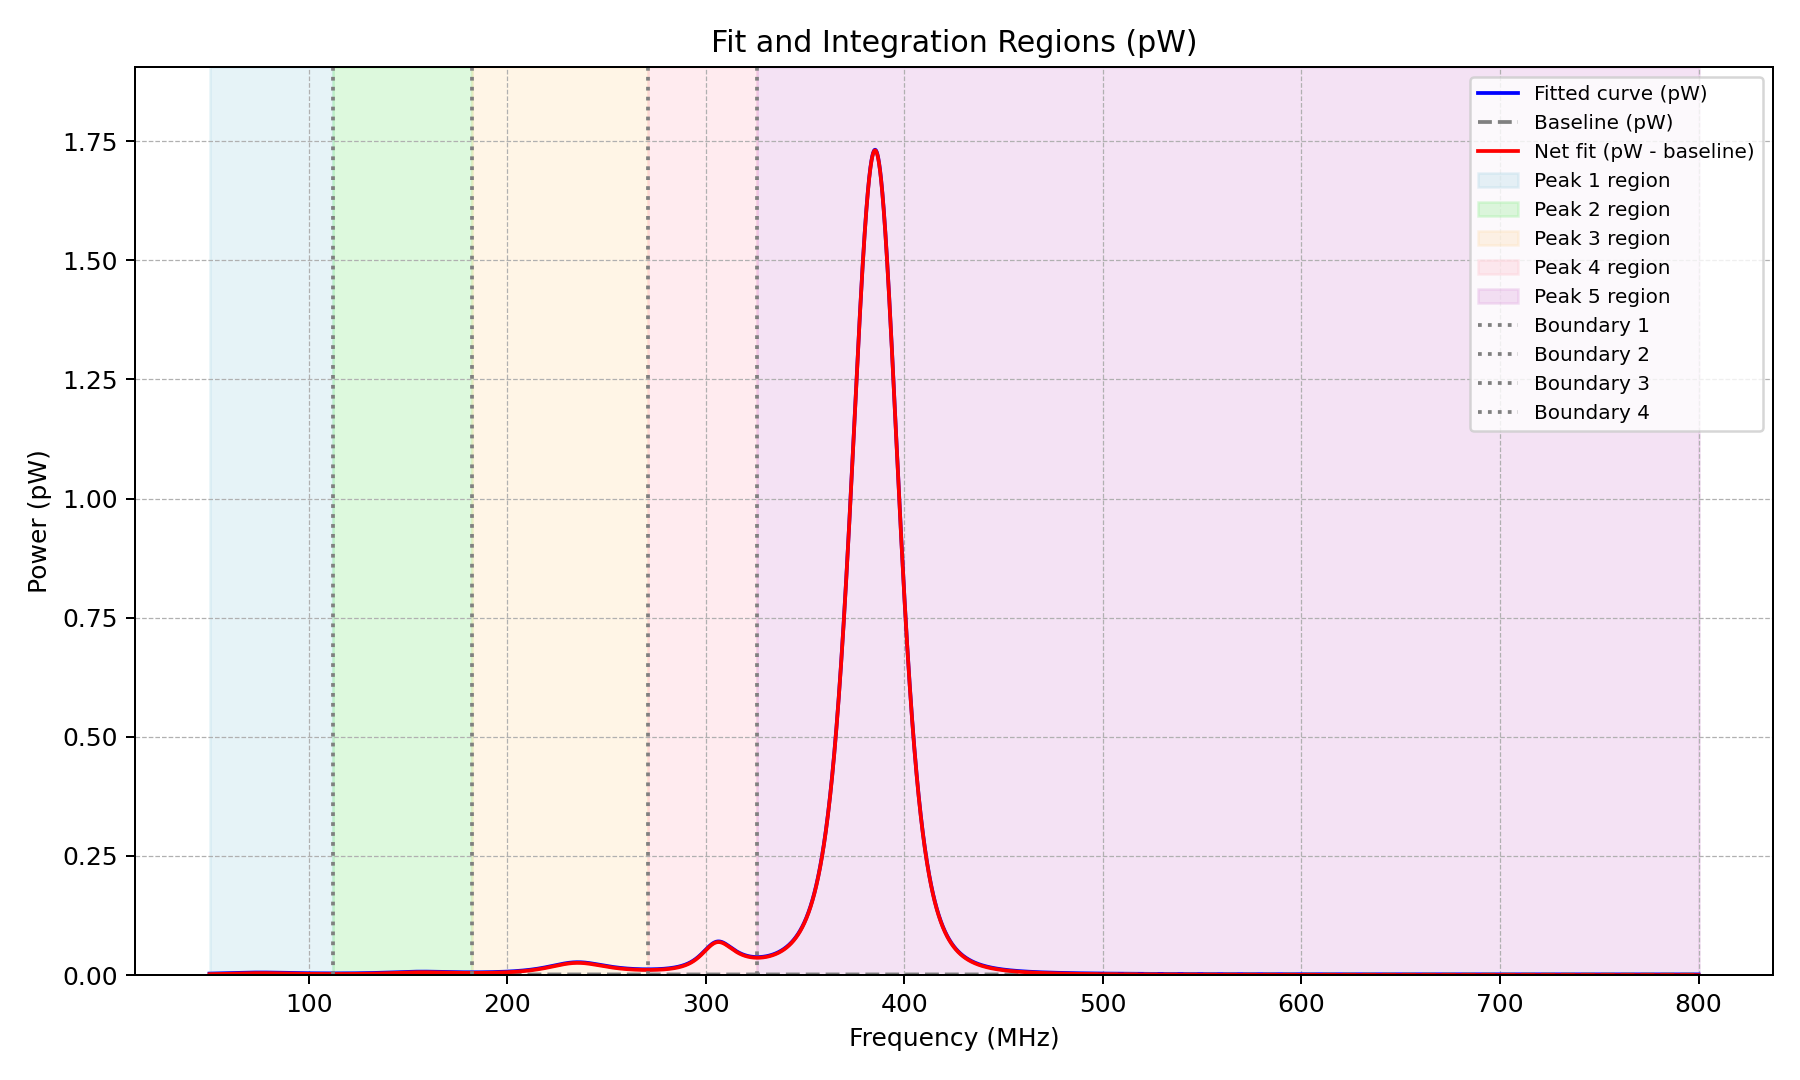 Fit and Integration Regions (pW)
Fitted curve (pW)
Baseline (pW)
Net fit (pW - baseline)
Peak 1 region
Peak 2 region
Peak 3 region
Peak 4 region
Peak 5 region
Boundary 1
Boundary 2
Boundary 3
Boundary 4
Power (pW)
1.75
1.50
1.25
1.00
0.75
0.50
0.25
0.00
100 200 300 400 500 600 700 800
Frequency (MHz)